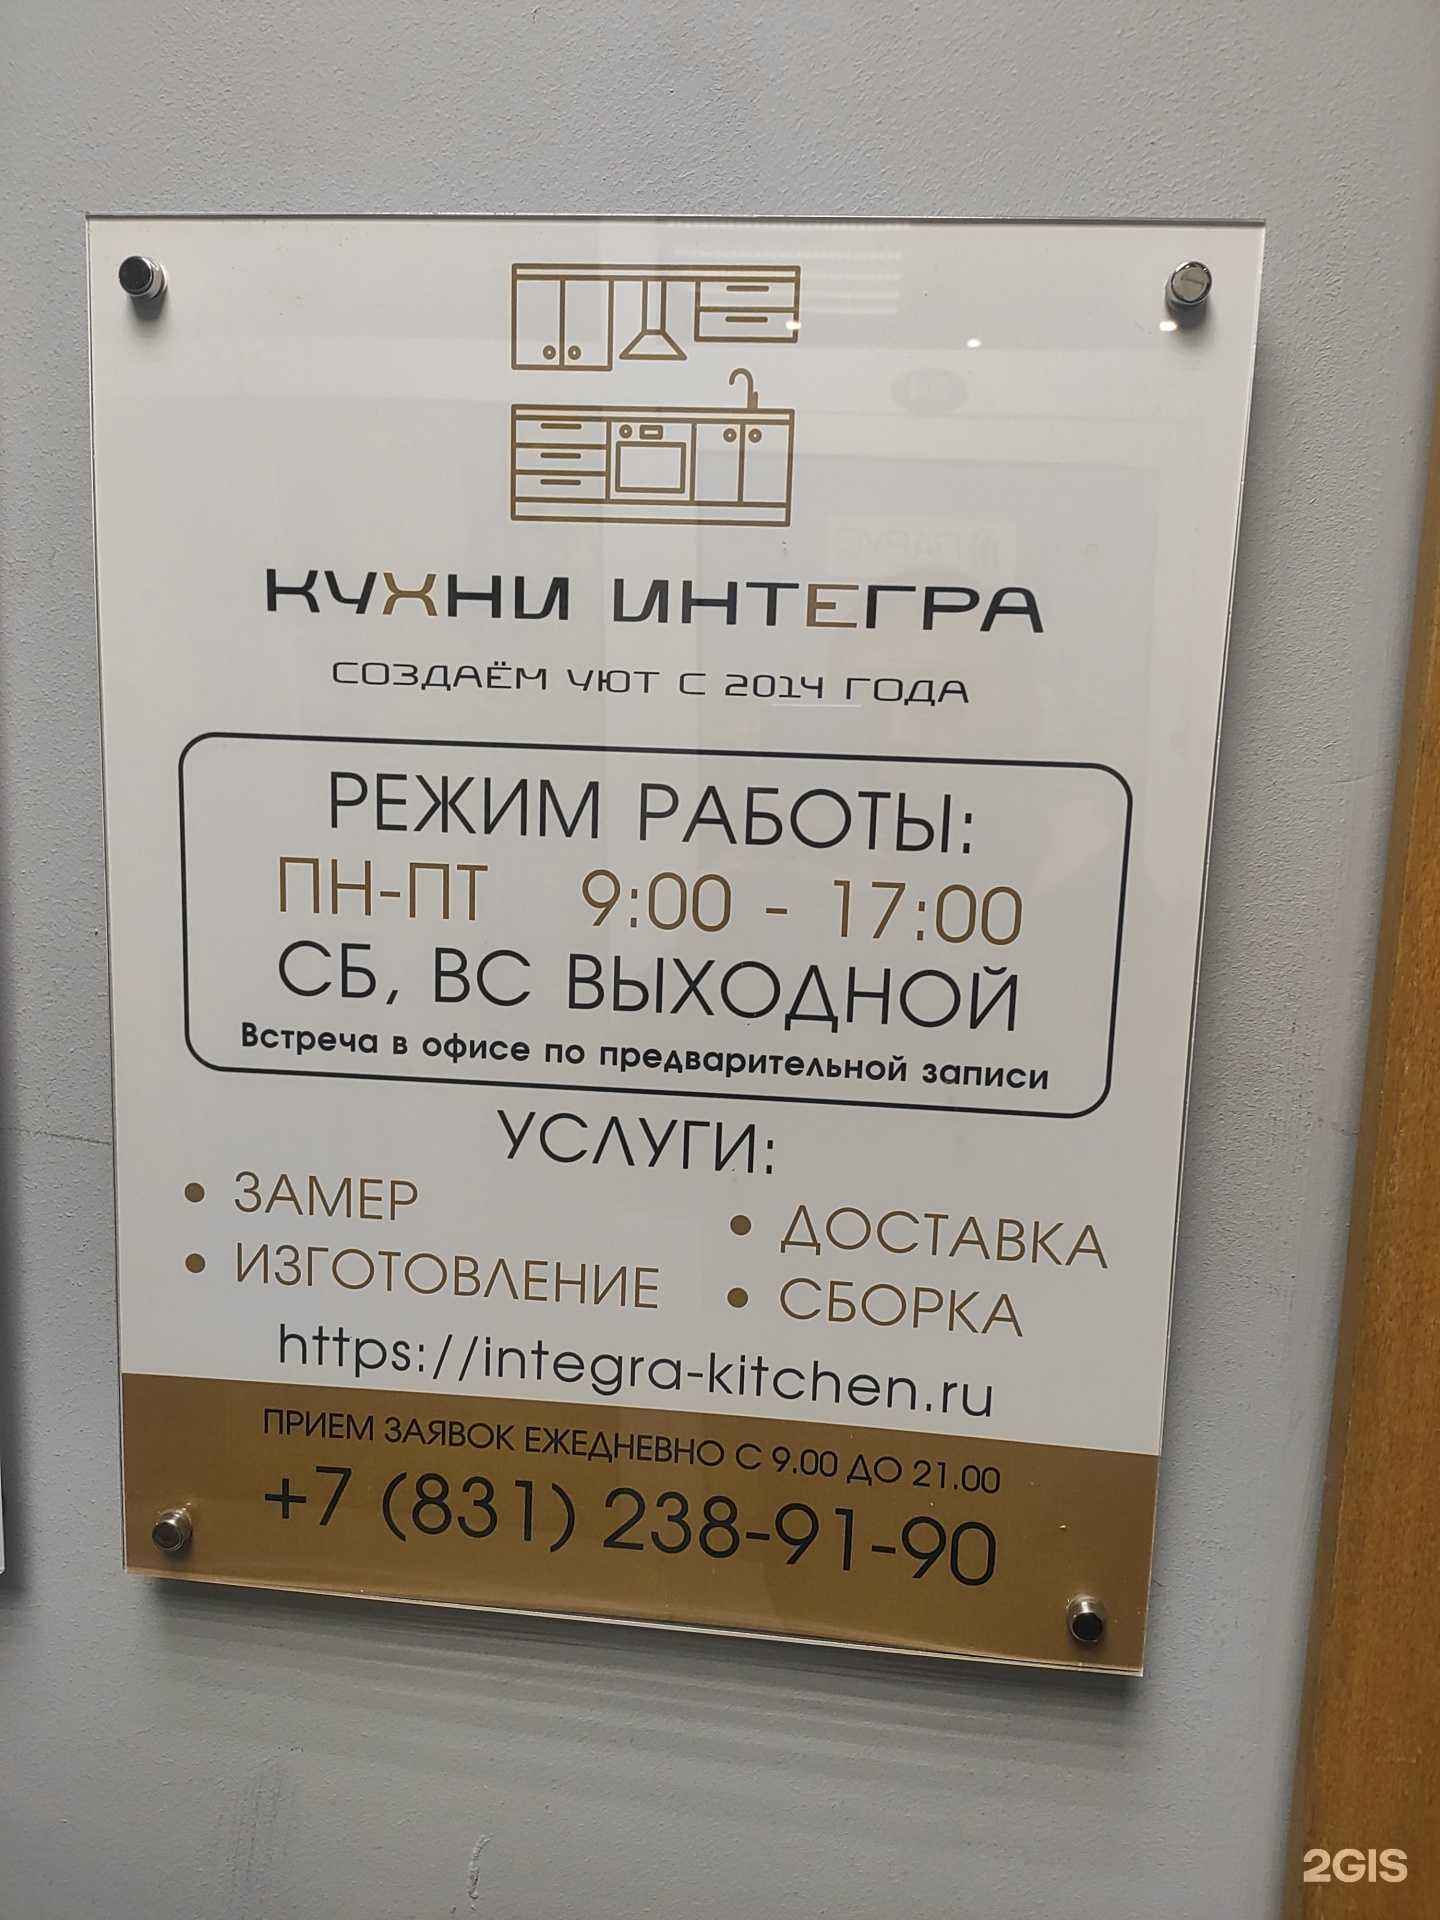 КУХНИ ИНТЕГРА
СОЗДАЁМ УЮТ С 2014 ГОДА
РЕЖИМ РАБОТЫ:
ПН-ПТ 9:00 - 17:00
СБ, ВС ВЫХОДНОЙ
Встреча в офисе по предварительной записи
УСЛУГИ:
• ЗАМЕР
• ИЗГОТОВЛЕНИЕ
• ДОСТАВКА
• СБОРКА
https://integra-kitchen.ru
ПРИЕМ ЗАЯВОК ЕЖЕДНЕВНО С 9.00 ДО 21.00
+7 (831) 238-91-90
2GIS